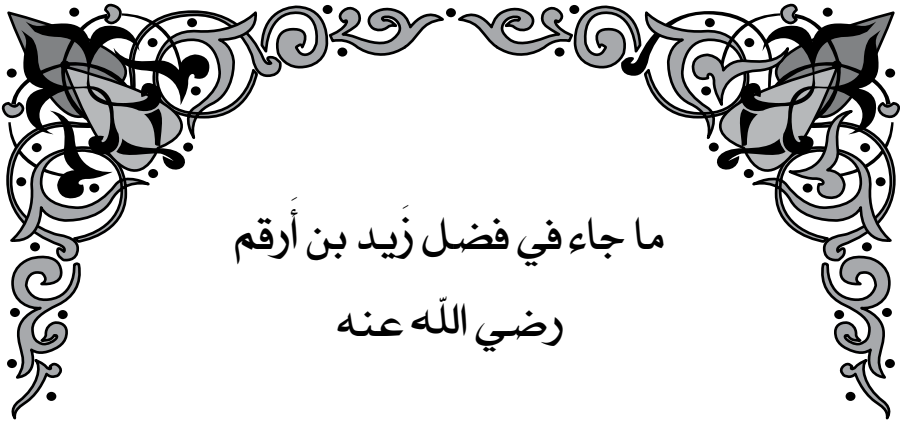 ما جاء في فضل زَيد بن أَرقم
رضي اللّه عنه